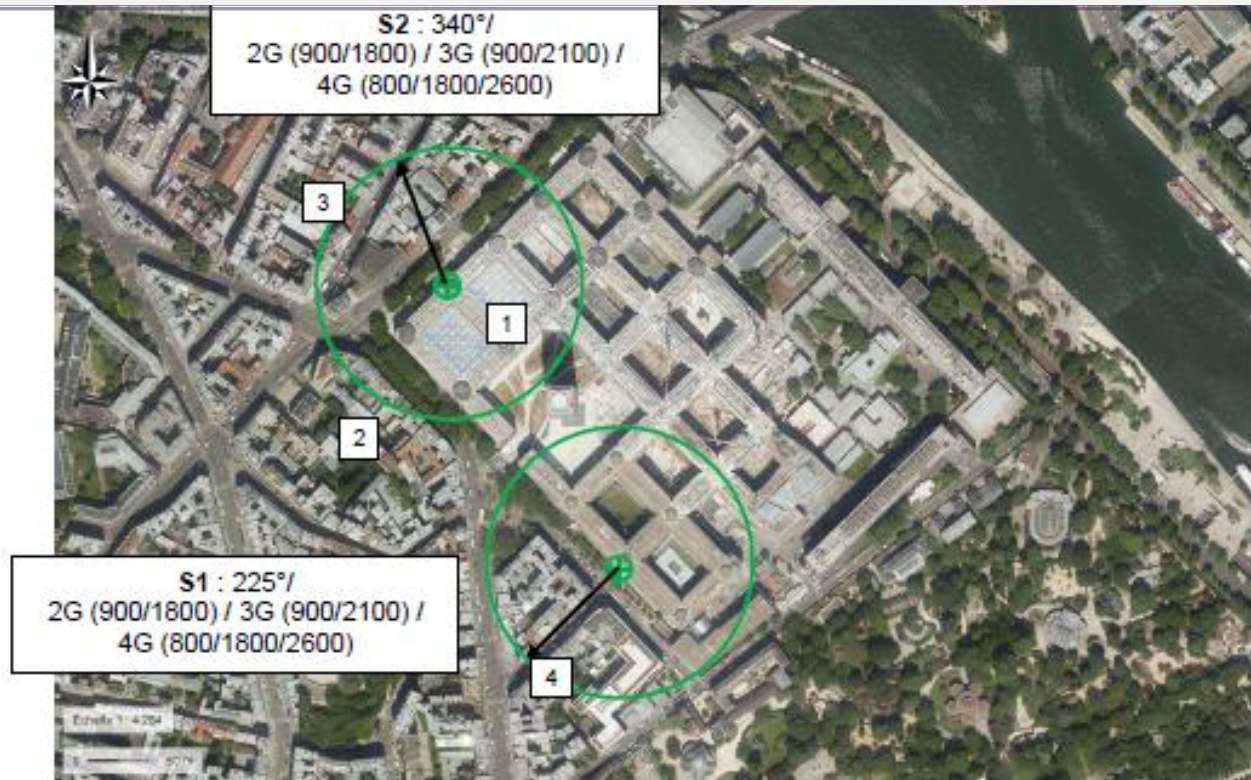 S2 : 340°/
2G (900/1800) / 3G (900/2100) /
4G (800/1800/2600)
3
1
2
S1 : 225°/
2G (900/1800) / 3G (900/2100) /
4G (800/1800/2600)
4